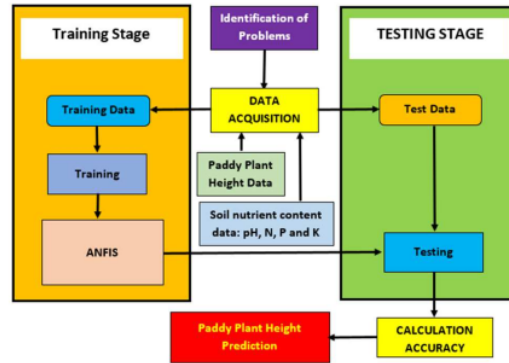 Identification of
Problems
Training Stage
TESTING STAGE
Training Data
DATA
ACQUISITION
Test Data
Training
Paddy Plant
Height Data
Soil nutrient content
data: pH, N, P and K
ANFIS
Testing
Paddy Plant Height
Prediction
CALCULATION
ACCURACY